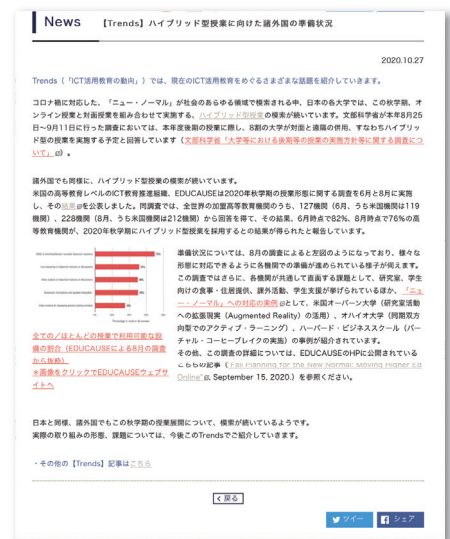 News 【Trends】ハイブリッド型授業に向けた諸外国の準備状況
2020.10.27
Trends（「ICT活用教育の動向」）では、現在のICT活用教育をめぐるさまざまな話題を紹介していきます。
コロナ禍に対応した、「ニュー・ノーマル」が社会のあらゆる領域で模索される中、日本の各大学では、この秋学期、オ
ンライン授業と対面授業を組み合わせて実施する、ハイブリッド型授業の模索が続いています。文部科学省が本年8月25
日～9月11日に行った調査においては、本年度後期の授業に際し、8割の大学が対面と遠隔の併用、すなわちハイブリッ
ド型の授業を実施する予定と回答しています（文部科学省「大学等における後期等の授業の実施方針等に関する調査につ
いて」）。
諸外国でも同様に、ハイブリッド型授業の模索が続いています。
米国の高等教育レベルのICT教育推進組織、EDUCAUSEは2020年秋学期の授業形態に関する調査を6月と8月に実施
し、その結果を公表しました。同調査では、全世界の加盟高等教育機関のうち、127機関（6月、うち米国機関は119
機関）、228機関（8月、うち米国機関は212機関）から回答を得て、その結果、6月時点で82%、8月時点で76%の高
等教育機関が、2020年秋学期にハイブリッド型授業を採用するとの結果が得られたと報告しています。
準備状況については、8月の調査によると左図のようになっており、様々な
形態に対応できるように各機関での準備が進められている様子が伺えます。
この調査ではさらに、各機関が共通して直面する課題として、研究室、学生
向けの食事・住居提供、課外活動、学生支援が挙げられているほか、「ニュ
ー・ノーマル」への対応の実例として、米国オーバーン大学（研究室活動
への拡張現実（Augmented Reality）の活用）、オハイオ大学（同期双方
向型でのアクティブ・ラーニング）、ハーバード・ビジネススクール（バー
チャル・コーヒーブレイクの実施）の事例が紹介されています。
その他、この調査の詳細については、EDUCAUSEのHPに公開されている
こちらの記事（"Fall Planning for the New Normal: Moving Higher Ed
Online", September 15, 2020.）を参照ください。
全ての／ほとんどの授業で利用可能な設
備の割合（EDUCAUSEによる8月の調査
から抜粋）
＊画像をクリックでEDUCAUSEウェブサ
イトへ
日本と同様、諸外国でもこの秋学期の授業展開について、模索が続いているようです。
実際の取り組みの形態、課題については、今後このTrendsでご紹介していきます。
・その他の【Trends】記事はこちら
戻る
ツイー
シェア